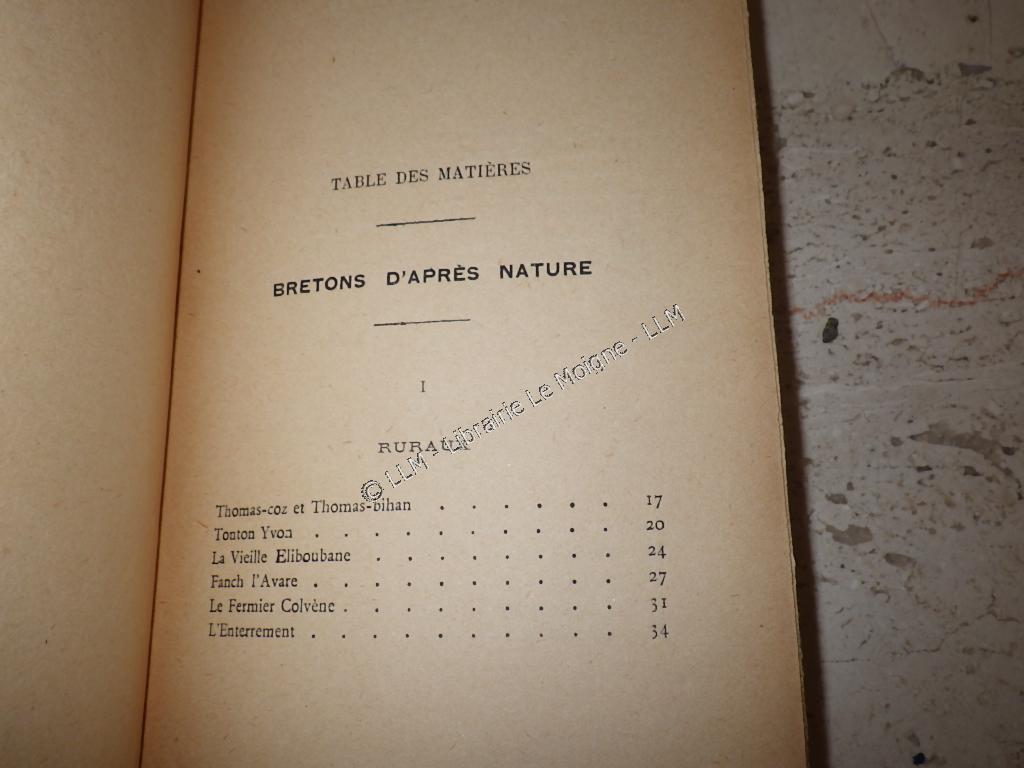 TABLE DES MATIÈRES
BRETONS D'APRÈS NATURE
I
RURAUX
Thomas-coz et Thomas-bihan . . . . . . 17
Tonton Yvon . . . . . . . . . . 20
La Vieille Eliboubane . . . . . . . . 24
Fanch l'Avare . . . . . . . . . . 27
Le Fermier Colvène . . . . . . . . . 31
L'Enterrement . . . . . . . . . . 34
© LLM - Librairie Le Moigne - LLM